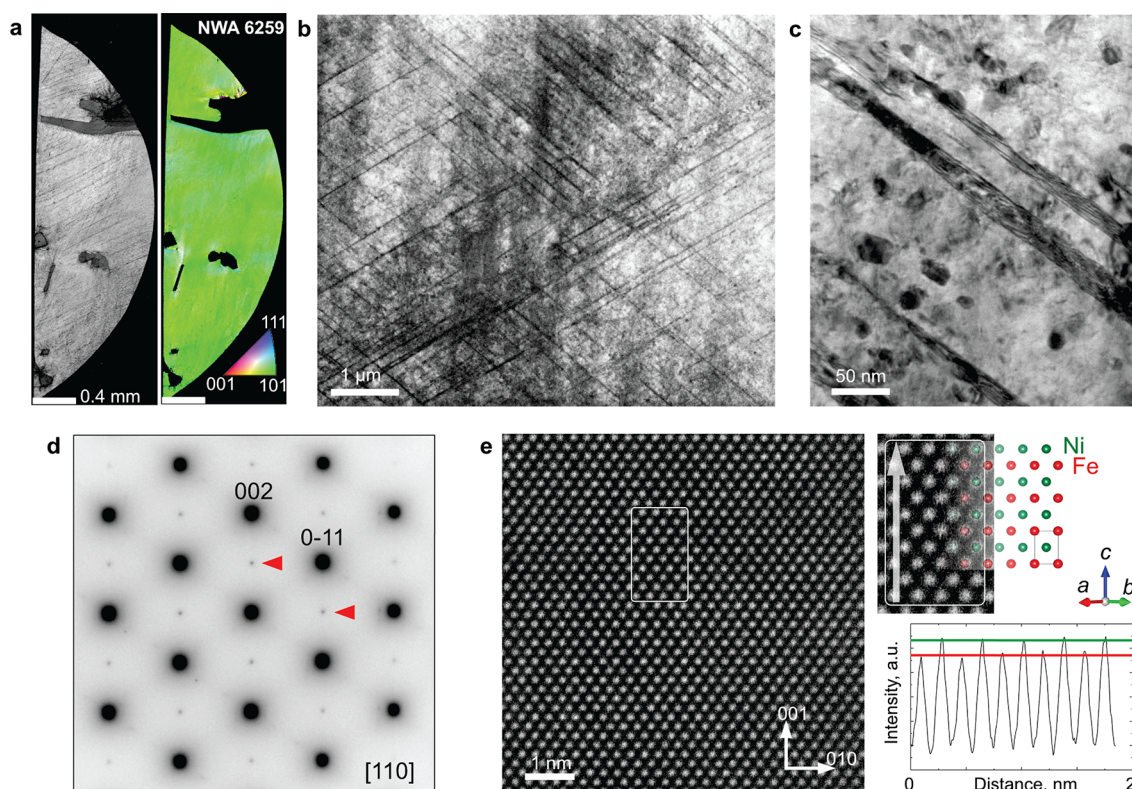 a
NWA 6259
111
001
101
0.4 mm
b
1 µm
c
50 nm
d
002
0-11
[110]
e
001
010
1 nm
Ni
Fe
c
a
b
Intensity, a.u.
0
Distance, nm
2